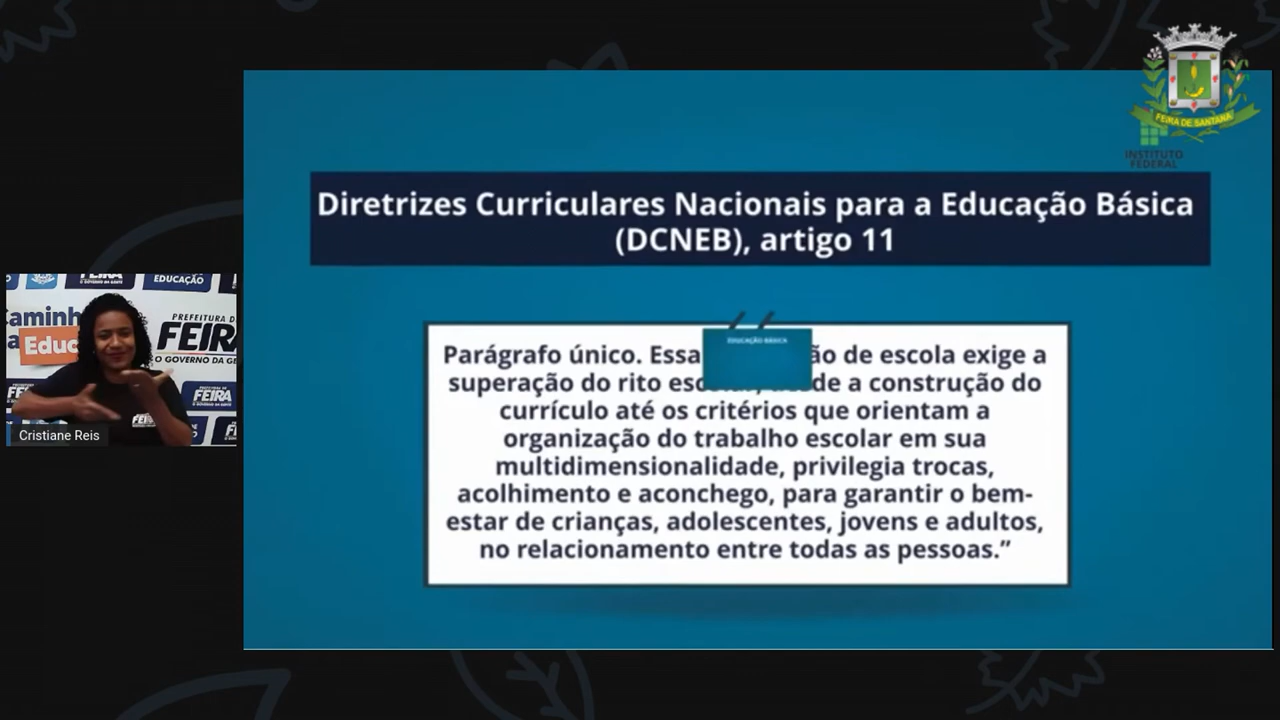 FEIRA DE SANTANA
INSTITUTO
FEDERAL
Diretrizes Curriculares Nacionais para a Educação Básica
(DCNEB), artigo 11
EDUCAÇÃO BÁSICA
Parágrafo único. Essa ão de escola exige a
superação do rito a construção do
currículo até os critérios que orientam a
organização do trabalho escolar em sua
multidimensionalidade, privilegia trocas,
acolhimento e aconchego, para garantir o bem-
estar de crianças, adolescentes, jovens e adultos,
no relacionamento entre todas as pessoas.”
EDUCAÇÃO
aminh
a Educ
PREFEITURA D
FEIRA
O GOVERNO DA GE
FEIRA
Cristiane Reis